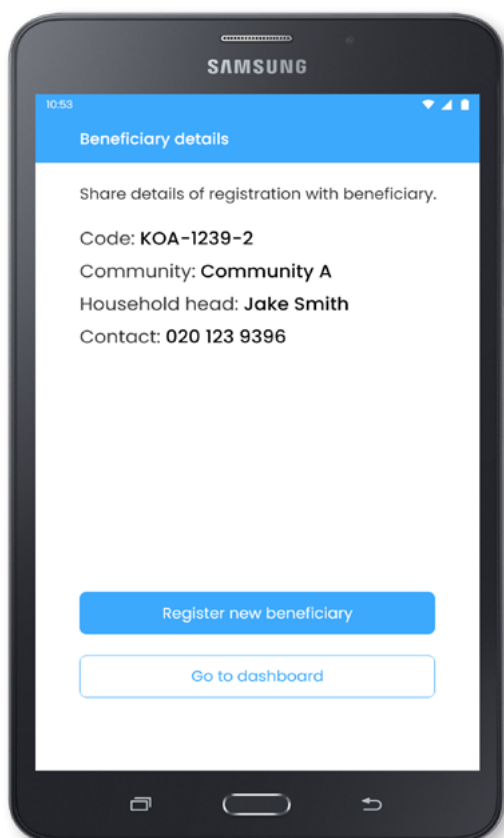 SAMSUNG
10:53
Beneficiary details
Share details of registration with beneficiary.
Code: KOA-1239-2
Community: Community A
Household head: Jake Smith
Contact: 020 123 9396
Register new beneficiary
Go to dashboard